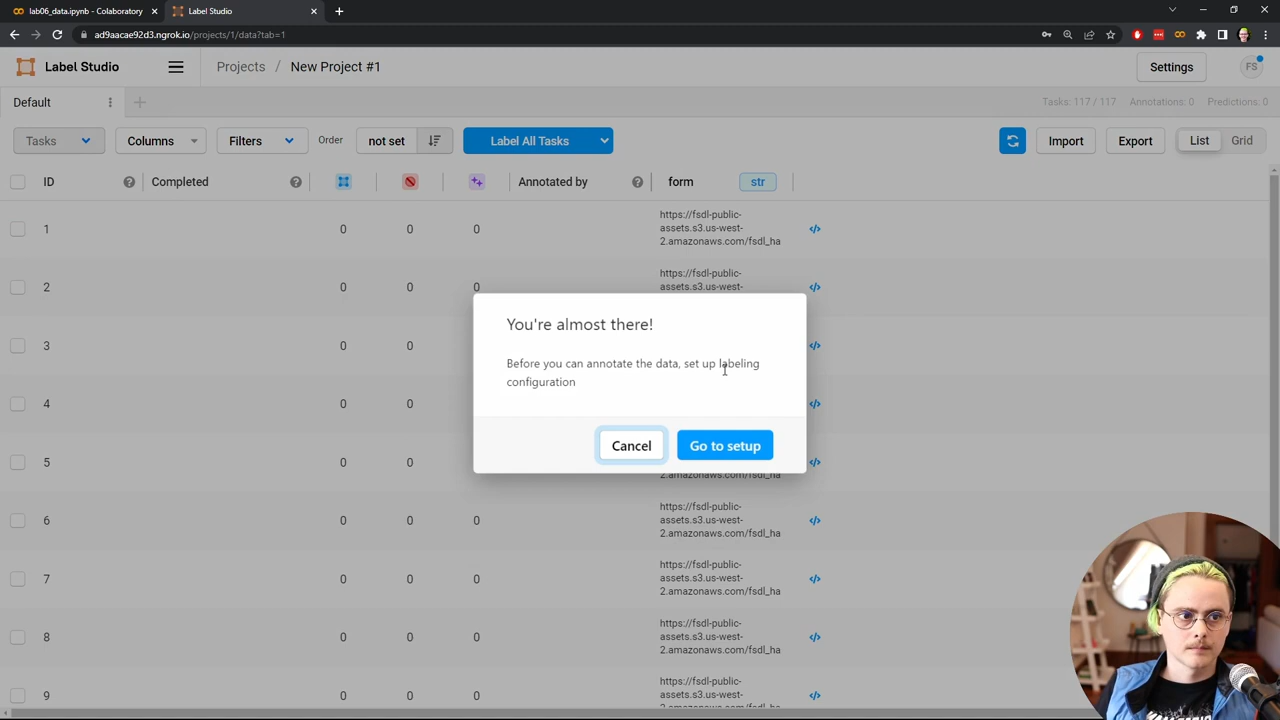 lab06_data.ipynb - Colaboratory
Label Studio
ad9aacae92d3.ngrok.io/projects/1/data?tab=1
Label Studio
Projects / New Project #1
Settings
FS
Default
Tasks: 117 / 117 Annotations: 0 Predictions: 0
Tasks
Columns
Filters
Order
not set
Label All Tasks
Import
Export
List
Grid
ID
Completed
Annotated by
form
str
1 0 0 0
https://fsdl-public-
assets.s3.us-west-
2.amazonaws.com/fsdl_ha
2 0 0 0
https://fsdl-public-
assets.s3.us-west-
3 0 0
4 0 0
5 0 0
2.amazonaws.com/fsdl_ha
You're almost there!
Before you can annotate the data, set up labeling
configuration
Cancel
Go to setup
6 0 0 0
https://fsdl-public-
assets.s3.us-west-
2.amazonaws.com/fsdl_ha
7 0 0 0
https://fsdl-public-
assets.s3.us-west-
2.amazonaws.com/fsdl_ha
8 0 0 0
https://fsdl-public-
assets.s3.us-west-
2.amazonaws.com/fsdl_ha
9 0 0 0
https://fsdl-public-
assets.s3.us-west-